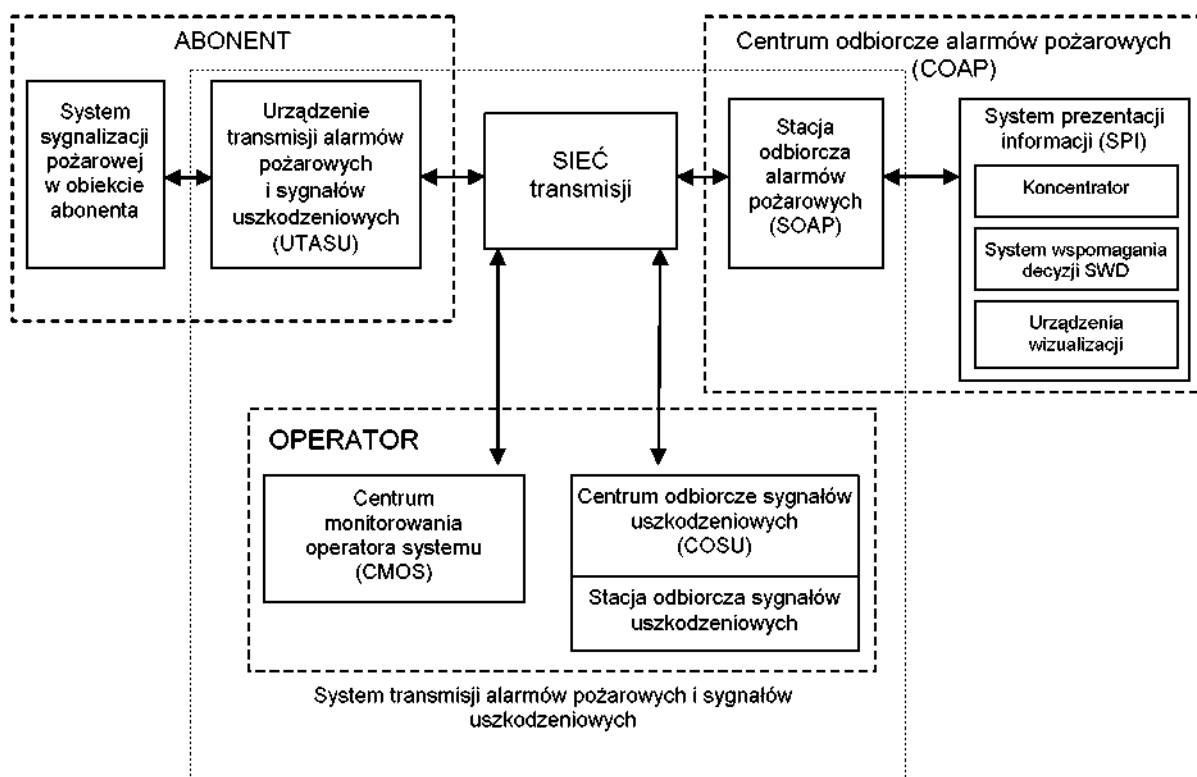 ABONENT
System
sygnalizacji
pożarowej
w obiekcie
abonenta
Urządzenie
transmisji alarmów
pożarowych
i sygnałów
uszkodzeniowych
(UTASU)
SIEĆ
transmisji
Centrum odbiorcze alarmów pożarowych
(COAP)
Stacja
odbiorcza
alarmów
pożarowych
(SOAP)
System prezentacji
informacji (SPI)
Koncentrator
System wspomagania
decyzji SWD
Urządzenia
wizualizacji
OPERATOR
Centrum
monitorowania
operatora systemu
(CMOS)
Centrum odbiorcze sygnałów
uszkodzeniowych
(COSU)
Stacja odbiorcza sygnałów
uszkodzeniowych
System transmisji alarmów pożarowych i sygnałów
uszkodzeniowych